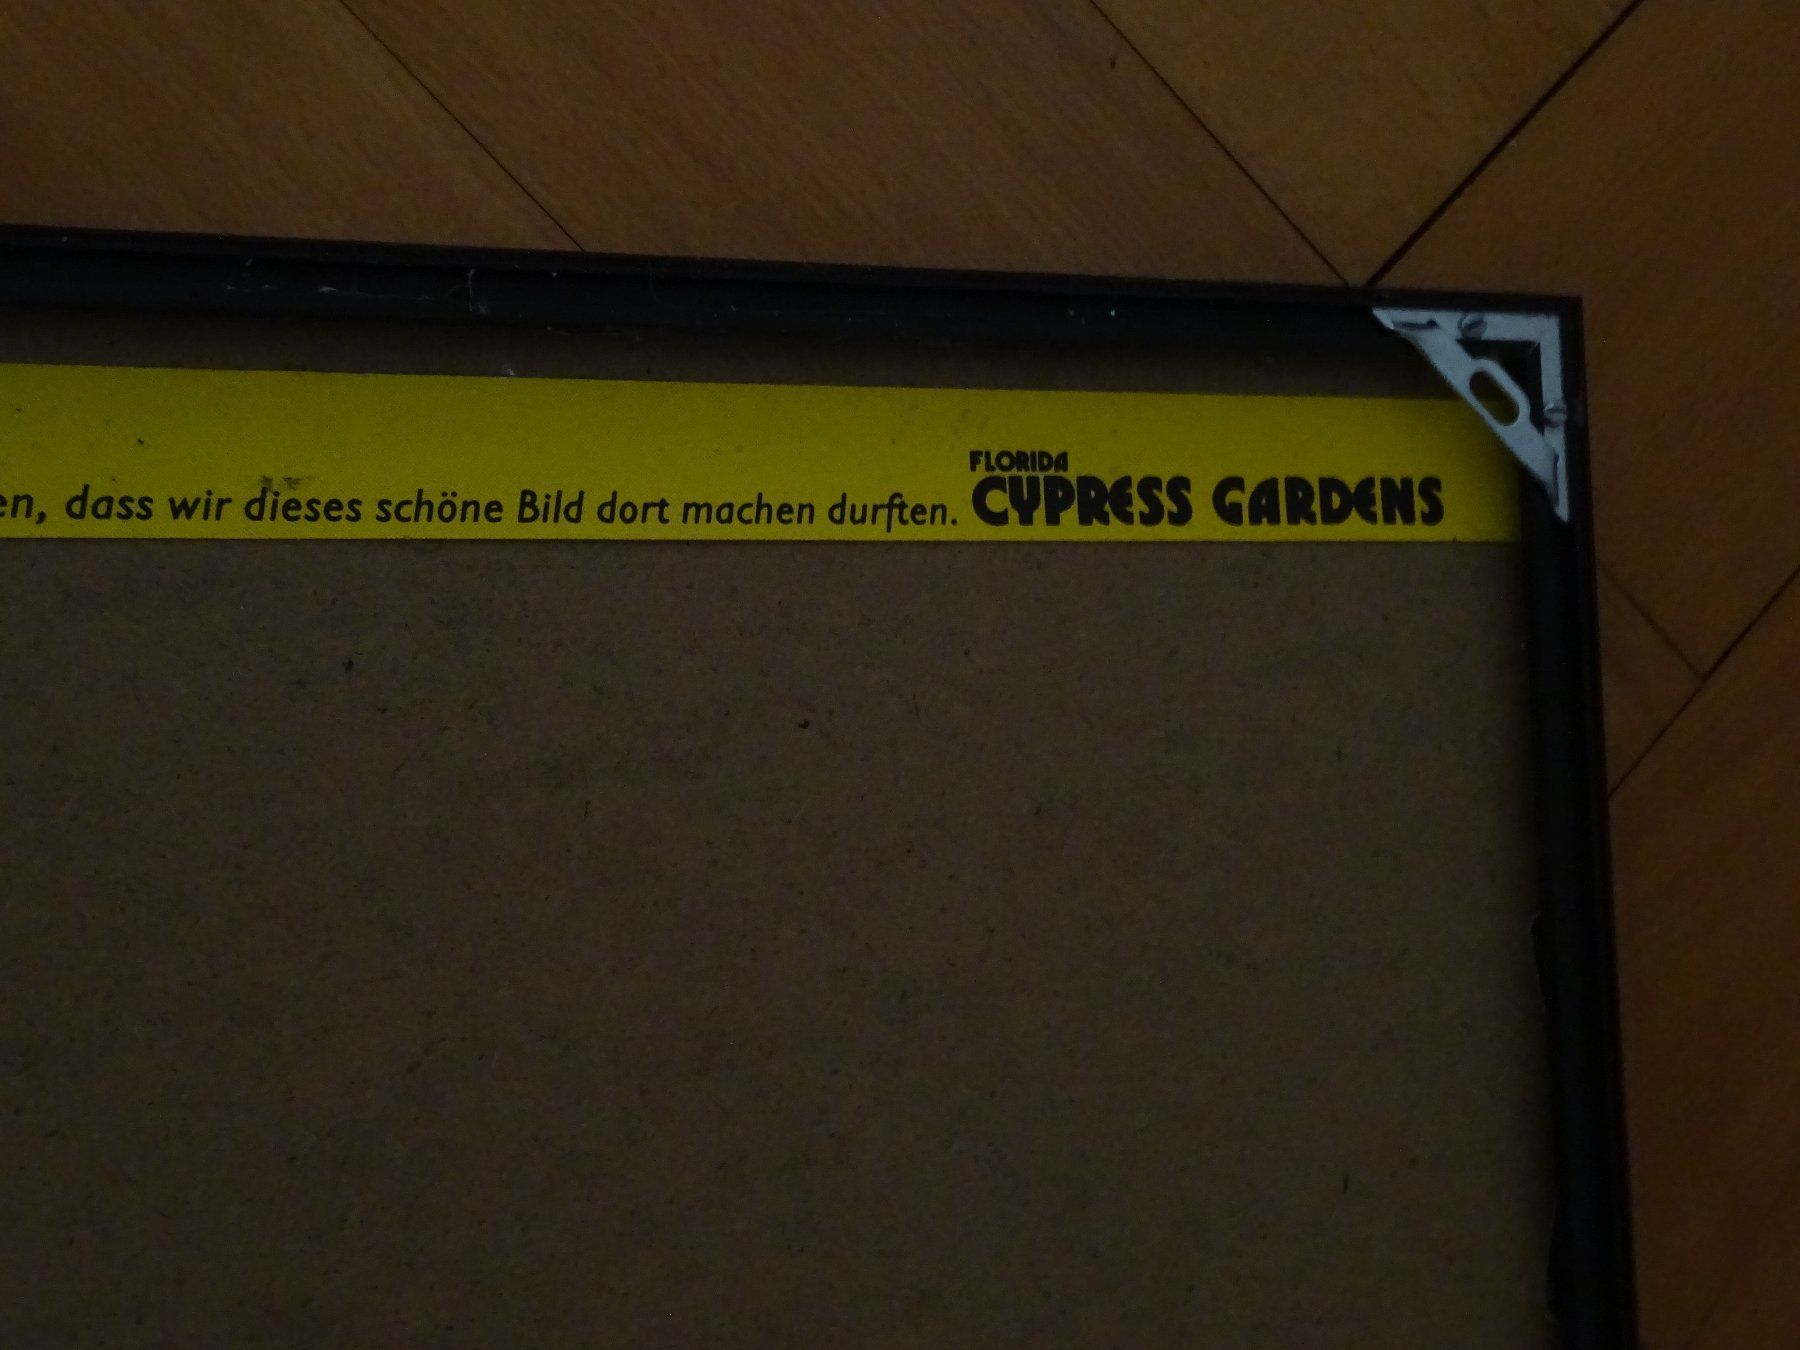 en, dass wir dieses schöne Bild dort machen durften. FLORIDA CYPRESS GARDENS